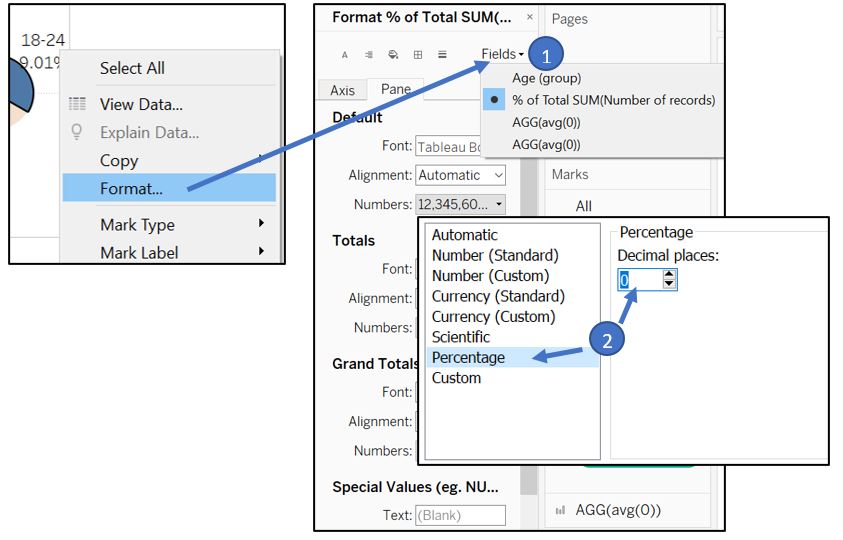 18-24
9.01%
Select All
View Data...
Explain Data...
Copy
Format...
Mark Type
Mark Label
Format % of Total SUM(...
×
A
Fields
1
Axis
Pane
Age (group)
% of Total SUM(Number of records)
AGG(avg(0))
AGG(avg(0))
Default
Font: Tableau Bo
Alignment: Automatic
Numbers: 12,345,60...
Totals
Font:
Alignment:
Numbers:
Grand Totals
Font:
Alignment:
Numbers:
Special Values (eg. NU...
Text: (Blank)
Pages
Marks
All
AGG(avg(0))
Automatic
Number (Standard)
Number (Custom)
Currency (Standard)
Currency (Custom)
Scientific
Percentage
Custom
Percentage
Decimal places:
0
2